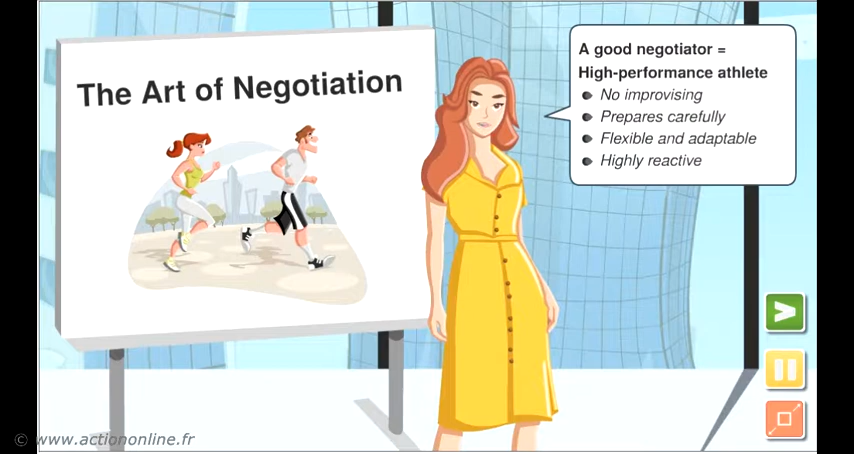 The Art of Negotiation
A good negotiator =
High-performance athlete
No improvising
Prepares carefully
Flexible and adaptable
Highly reactive
© www.actiononline.fr